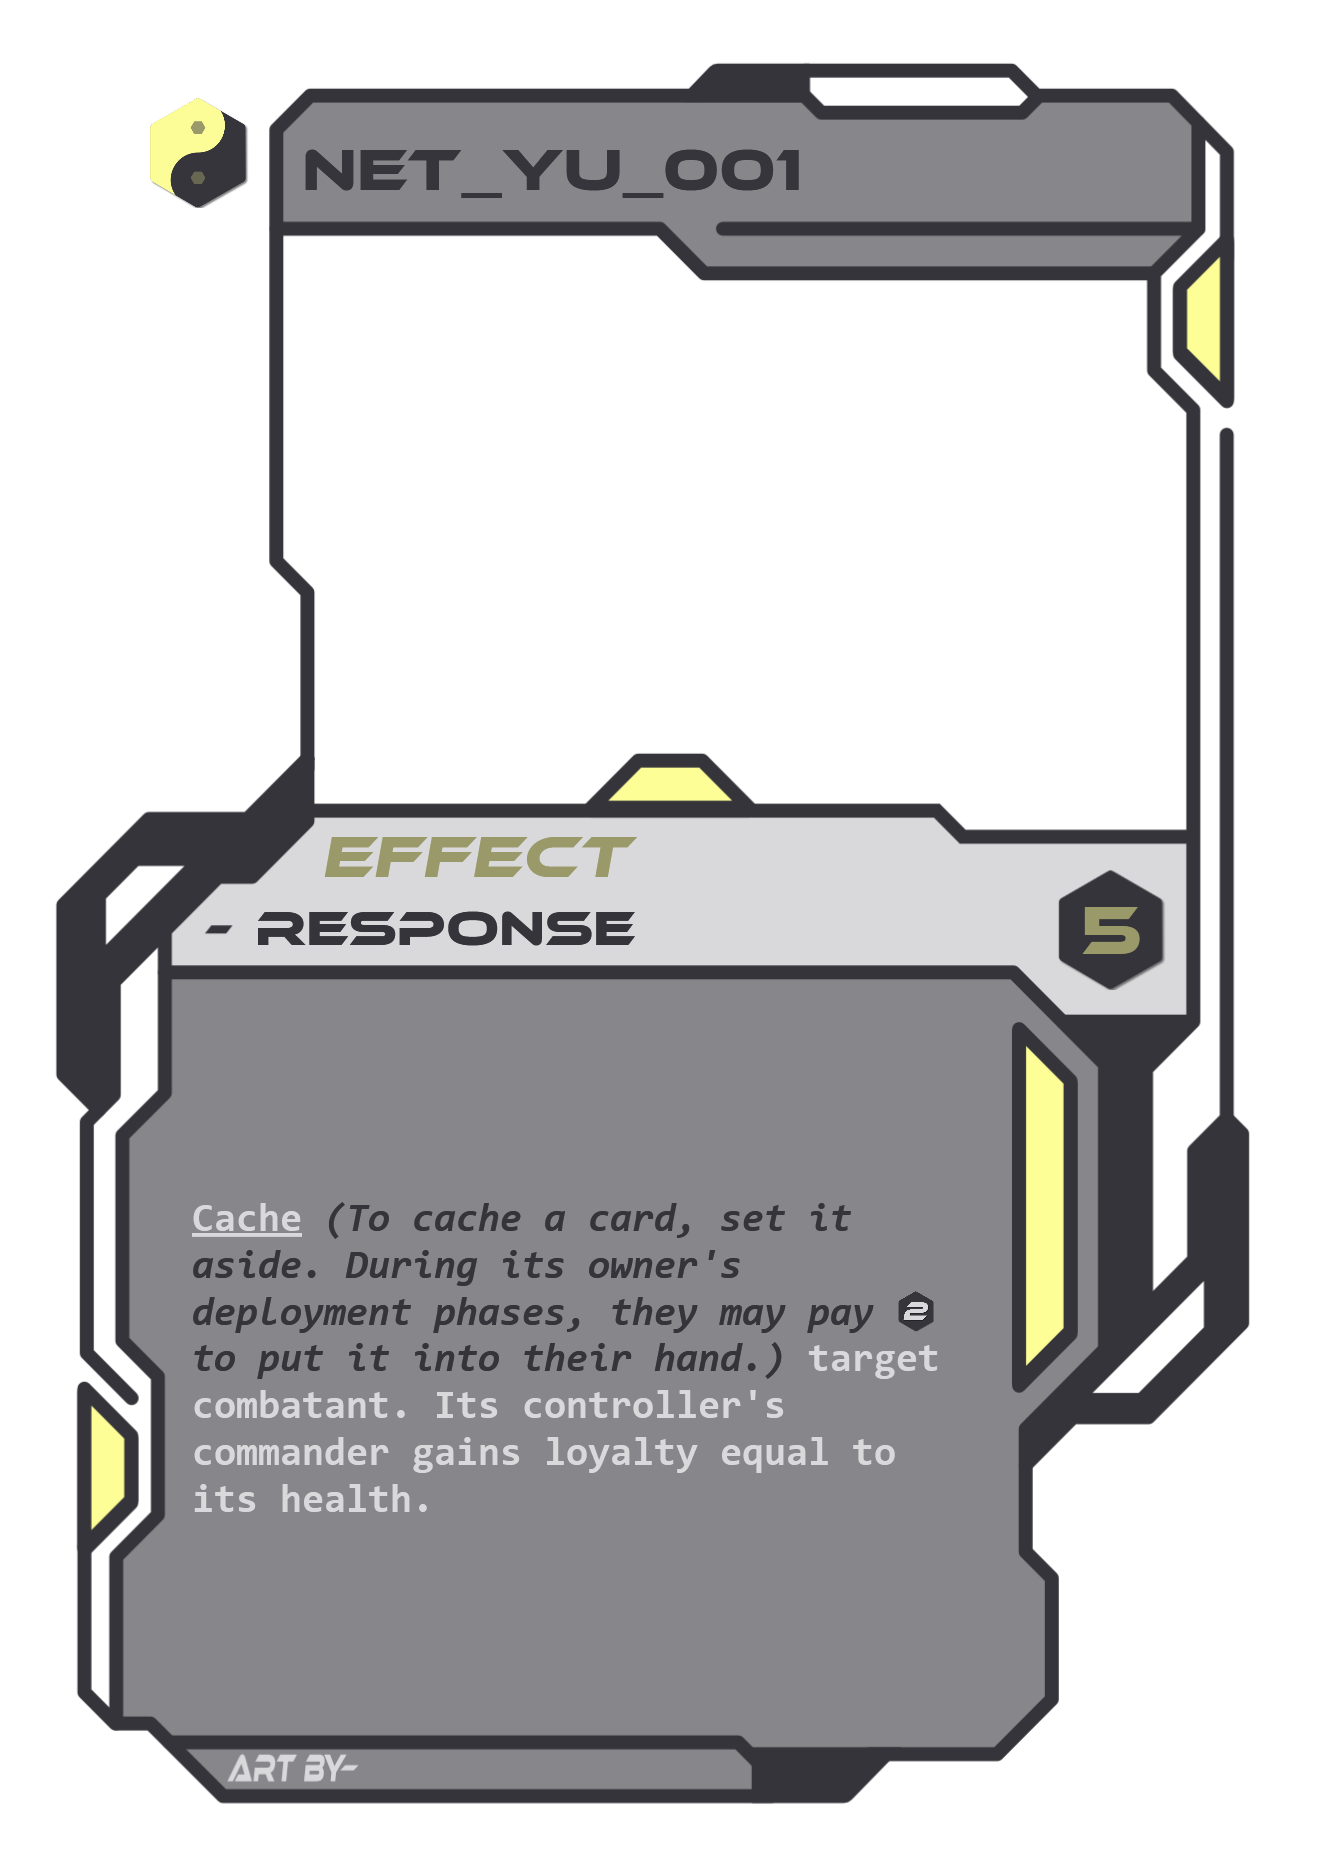 NET_YU_001
EFFECT
- RESPONSE
5
Cache (To cache a card, set it
aside. During its owner's
deployment phases, they may pay 2
to put it into their hand.) target
combatant. Its controller's
commander gains loyalty equal to
its health.
ART BY-